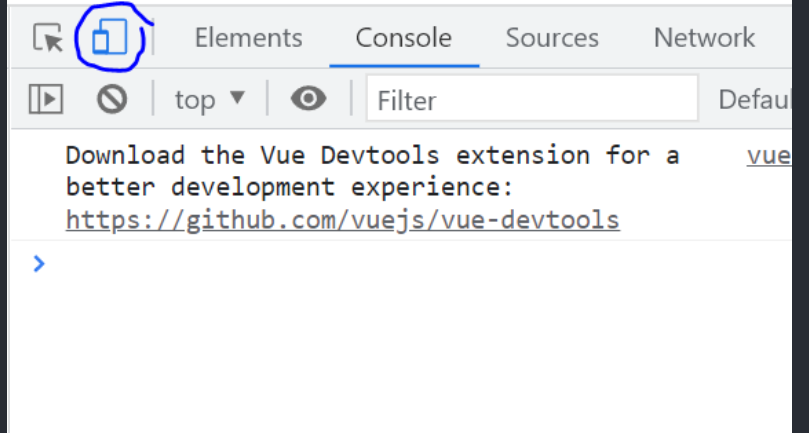 Elements Console Sources Network
top ▼ Filter Defaul
Download the Vue Devtools extension for a vue
better development experience:
https://github.com/vuejs/vue-devtools